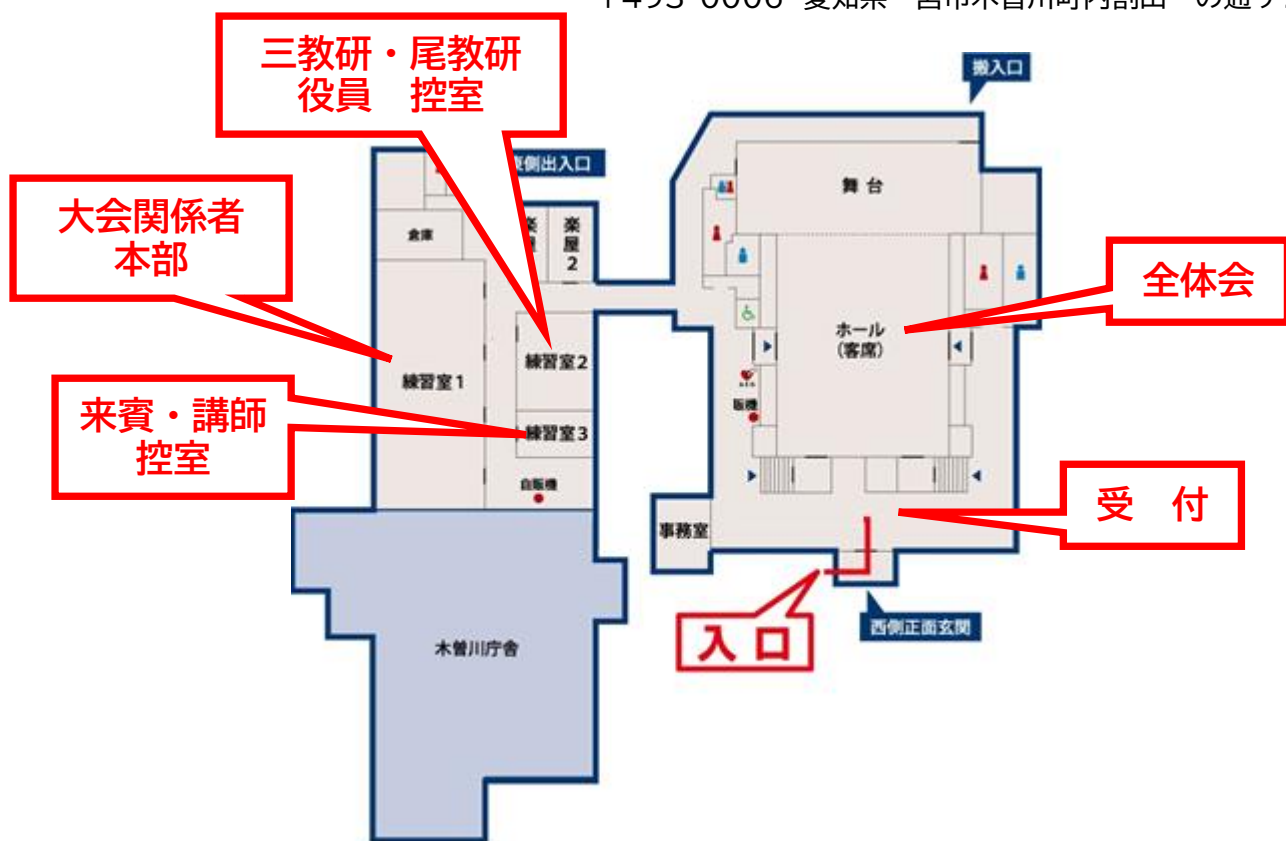 三教研・尾教研
役員　控室
搬入口
東側出入口
舞 台
大会関係者
本部
倉庫
楽屋
楽屋2
全体会
ホール
(客席)
練習室2
練習室1
AED
販機
来賓・講師
控室
練習室3
自販機
受　付
事務室
入口
西側正面玄関
木曽川庁舎